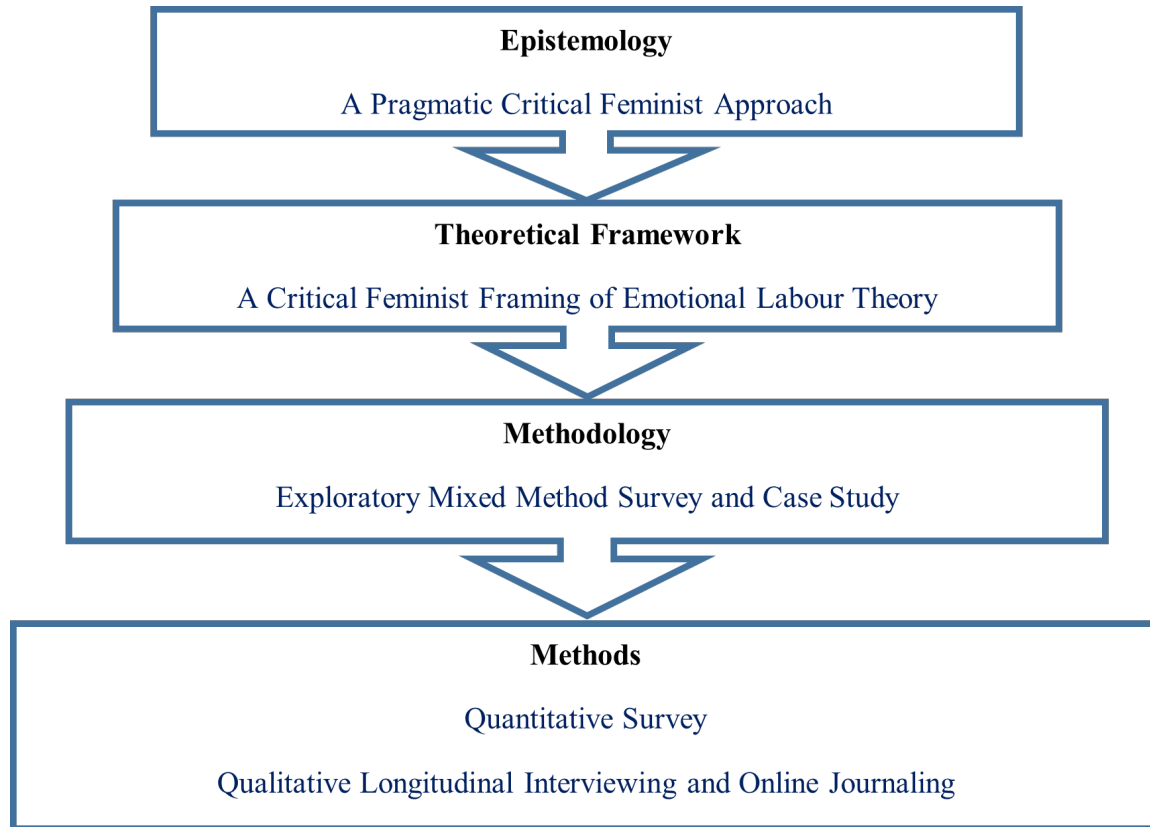 Epistemology
A Pragmatic Critical Feminist Approach
Theoretical Framework
A Critical Feminist Framing of Emotional Labour Theory
Methodology
Exploratory Mixed Method Survey and Case Study
Methods
Quantitative Survey
Qualitative Longitudinal Interviewing and Online Journaling